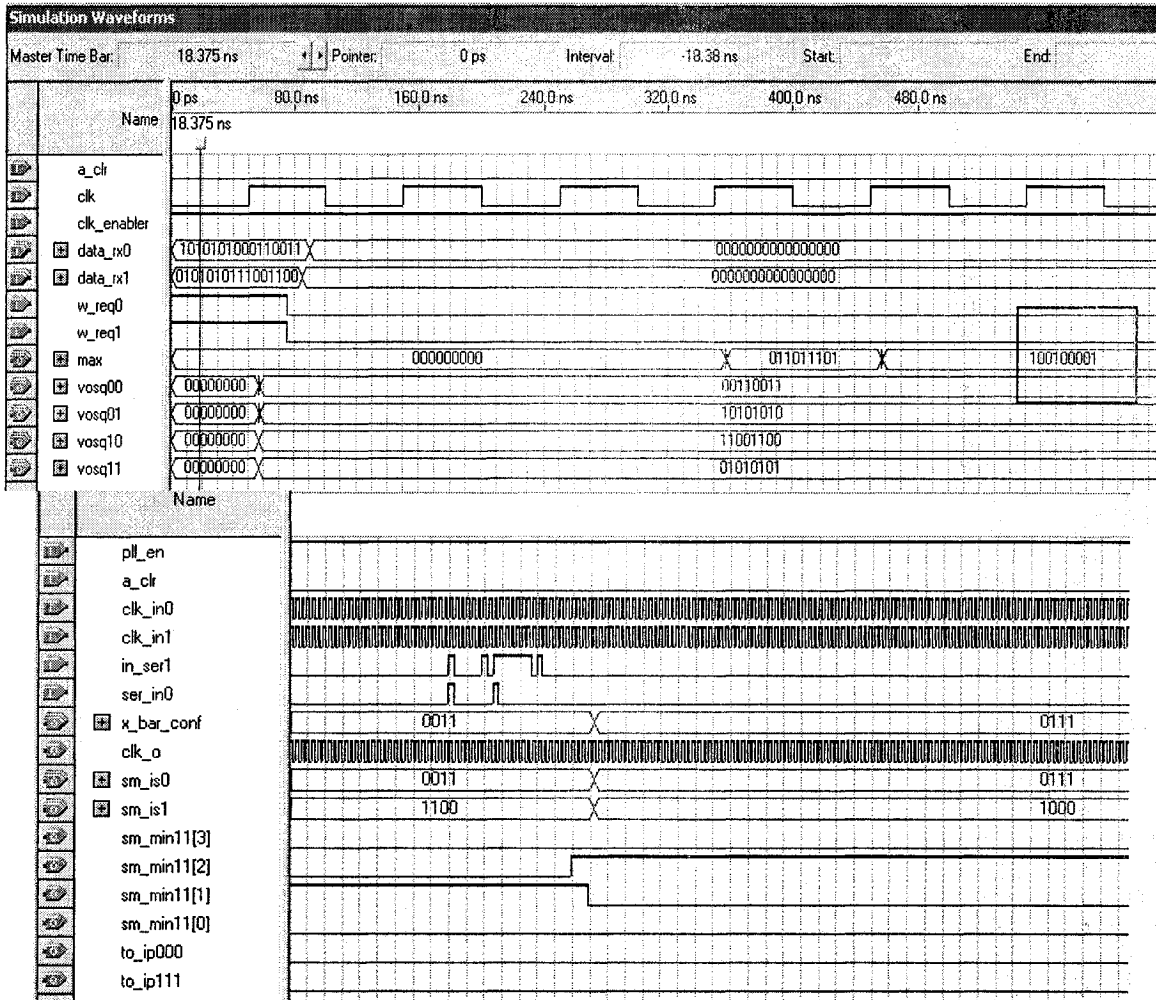 Simulation Waveforms
Master Time Bar: 18.375 ns Pointer: 0 ps Interval: -18.38 ns Start: End:
0 ps 80.0 ns 160.0 ns 240.0 ns 320.0 ns 400.0 ns 480.0 ns
Name 18.375 ns
a_clr
clk
clk_enabler
data_rx0 1010101000110011 0000000000000000
data_rx1 0101010111001100 0000000000000000
w_req0
w_req1
max 000000000 011011101 100100001
vosq00 00000000 00110011
vosq01 00000000 10101010
vosq10 00000000 11001100
vosq11 00000000 01010101
Name
pll_en
a_clr
clk_in0
clk_in1
in_ser1
ser_in0
x_bar_conf 0011 0111
clk_o
sm_is0 0011 0111
sm_is1 1100 1000
sm_min11[3]
sm_min11[2]
sm_min11[1]
sm_min11[0]
to_ip000
to_ip111